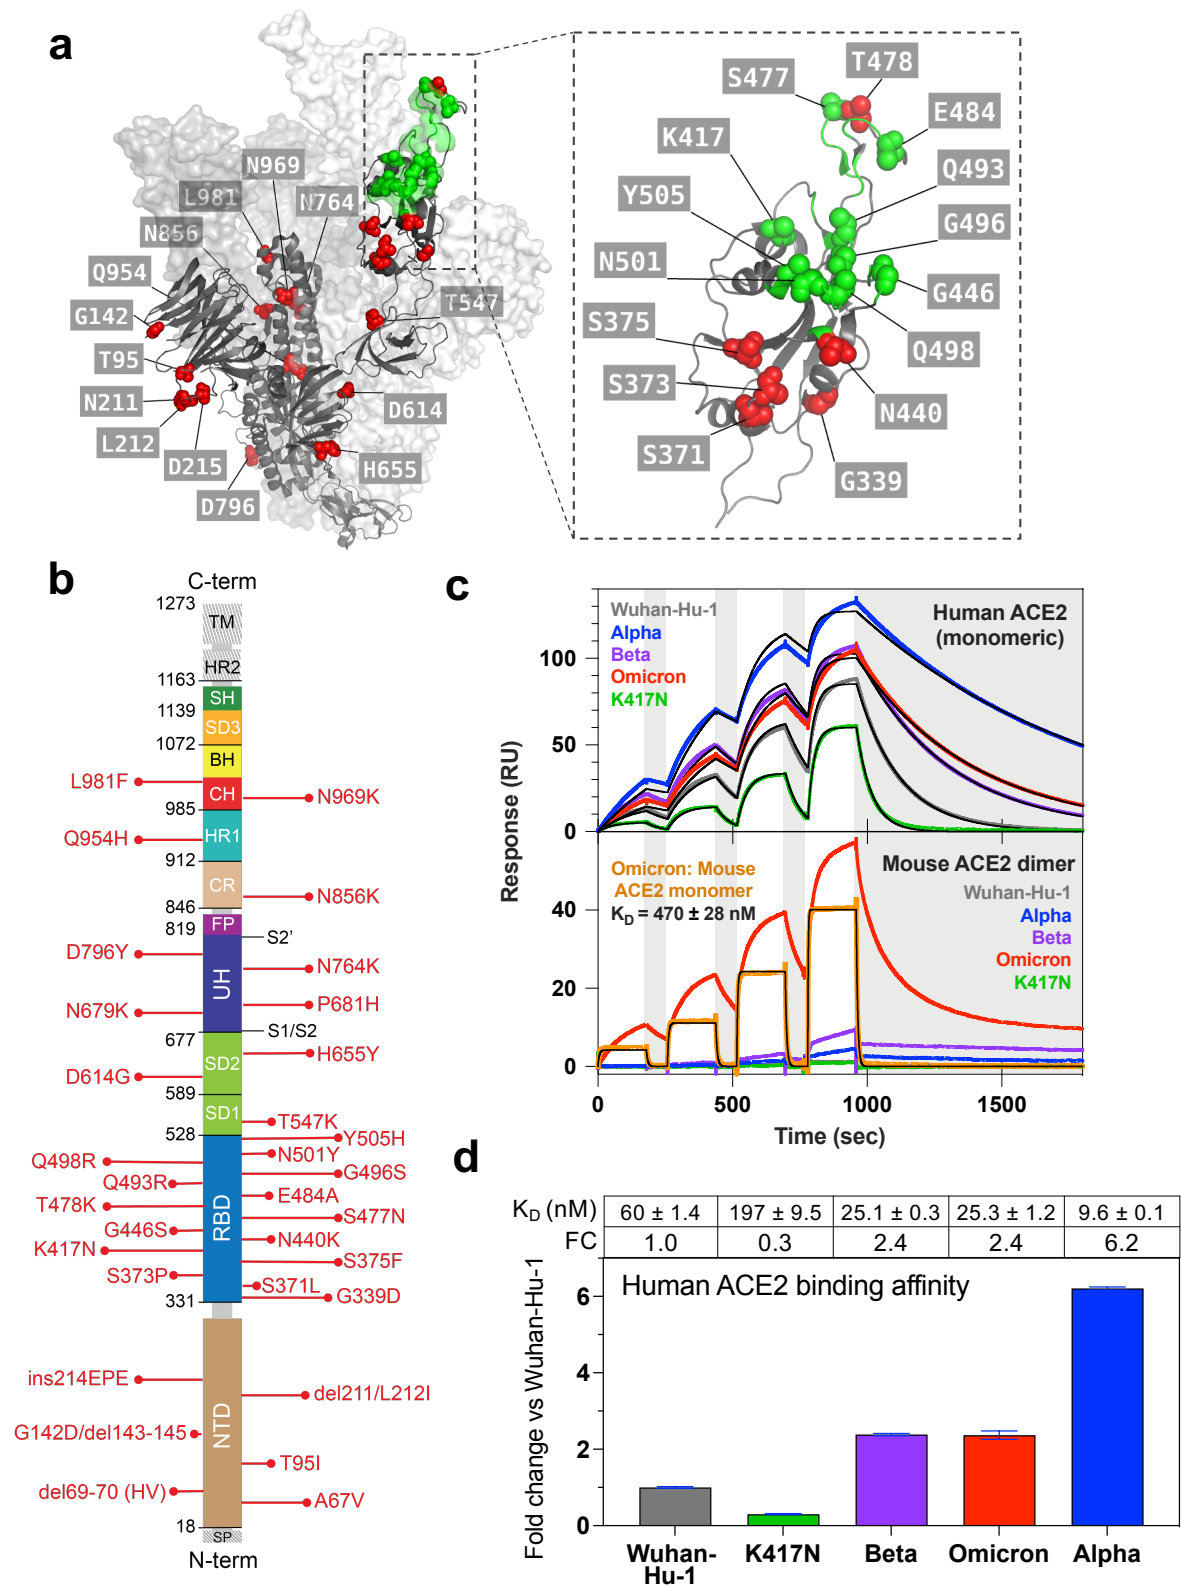 a
N969
L981
N764
N856
Q954
G142
T95
N211
L212
D215
D796
T547
D614
H655
S477
T478
E484
K417
Q493
Y505
G496
N501
G446
S375
Q498
S373
N440
S371
G339
b
C-term
1273
TM
HR2
1163
SH
1139
SD3
1072
BH
L981F
CH
N969K
985
Q954H
HR1
912
CR
N856K
846
819
FP
S2’
D796Y
N764K
UH
P681H
N679K
S1/S2
677
H655Y
SD2
D614G
589
SD1
T547K
528
Y505H
N501Y
Q498R
G496S
Q493R
E484A
T478K
S477N
RBD
G446S
N440K
K417N
S375F
S373P
S371L
G339D
331
ins214EPE
del211/L212I
NTD
G142D/del143-145
T95I
del69-70 (HV)
A67V
18
SP
N-term
c
Wuhan-Hu-1
Alpha
Beta
Omicron
K417N
Human ACE2
(monomeric)
100
50
0
Response (RU)
Omicron: Mouse
ACE2 monomer
KD = 470 ± 28 nM
Mouse ACE2 dimer
Wuhan-Hu-1
Alpha
Beta
Omicron
K417N
40
20
0
0 500 1000 1500
Time (sec)
d
KD (nM) 60 ± 1.4 197 ± 9.5 25.1 ± 0.3 25.3 ± 1.2 9.6 ± 0.1
FC 1.0 0.3 2.4 2.4 6.2
Human ACE2 binding affinity
Fold change vs Wuhan-Hu-1
6
4
2
0
Wuhan- K417N Beta Omicron Alpha
Hu-1